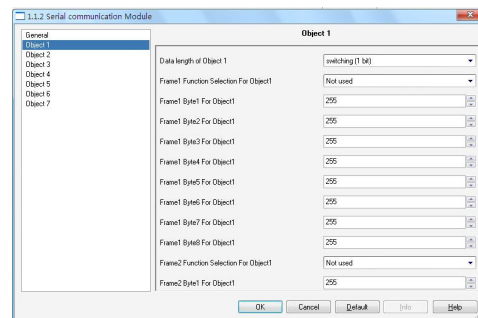 1.1.2 Serial communication Module
General
Object 1
Object 2
Object 3
Object 4
Object 5
Object 6
Object 7
Object 1
Data length of Object 1 switching (1 bit)
Frame1 Function Selection For Object1 Not used
Frame1 Byte1 For Object1 255
Frame1 Byte2 For Object1 255
Frame1 Byte3 For Object1 255
Frame1 Byte4 For Object1 255
Frame1 Byte5 For Object1 255
Frame1 Byte6 For Object1 255
Frame1 Byte7 For Object1 255
Frame1 Byte8 For Object1 255
Frame2 Function Selection For Object1 Not used
Frame2 Byte1 For Object1 255
OK Cancel Default Info Help